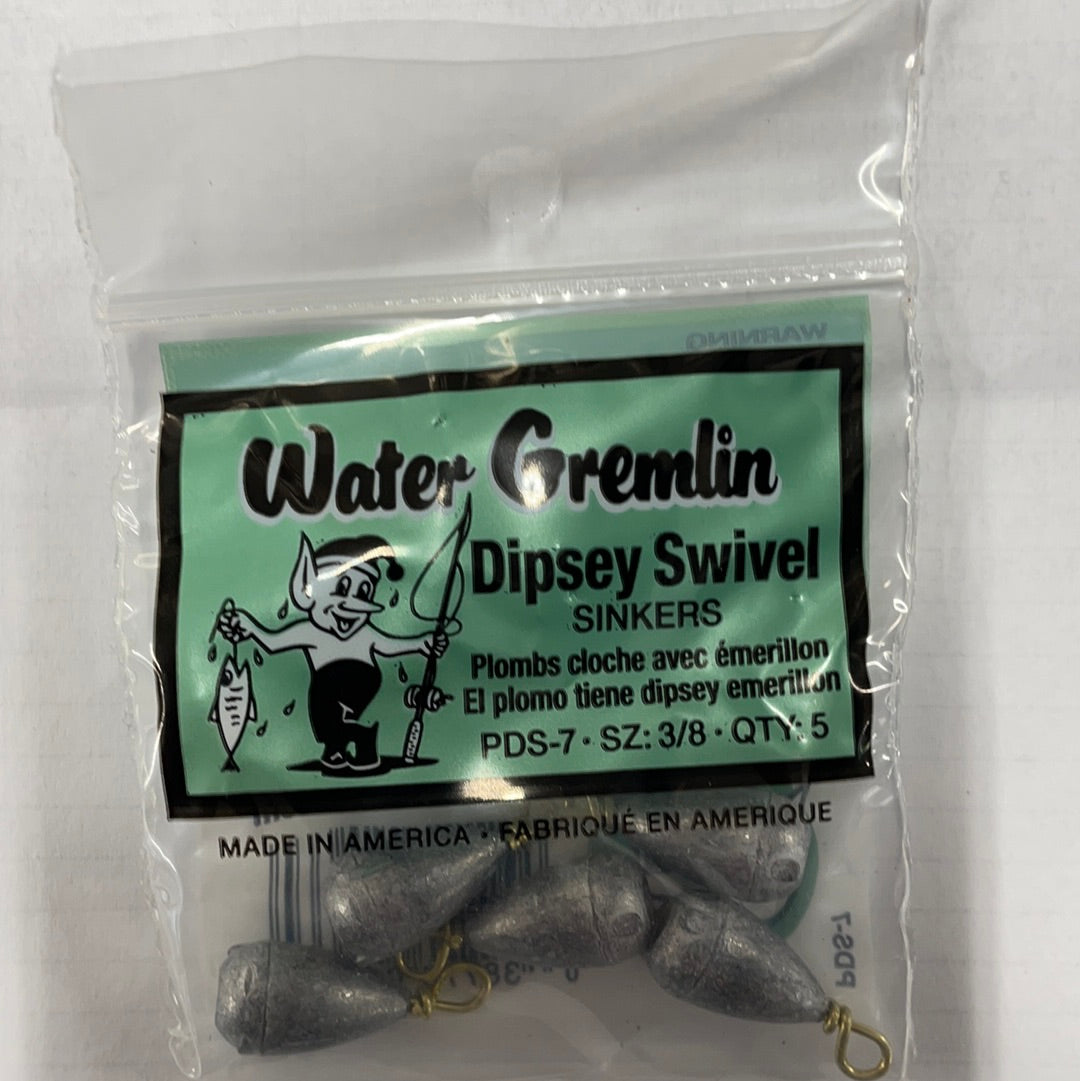 WARNING
Water Gremlin
Dipsey Swivel
SINKERS
Plombs cloche avec émerillon
El plomo tiene dipsey emerillon
PDS-7 · SZ: 3/8 · QTY: 5
MADE IN AMERICA · FABRIQUÉ EN AMERIQUE
PDS-7